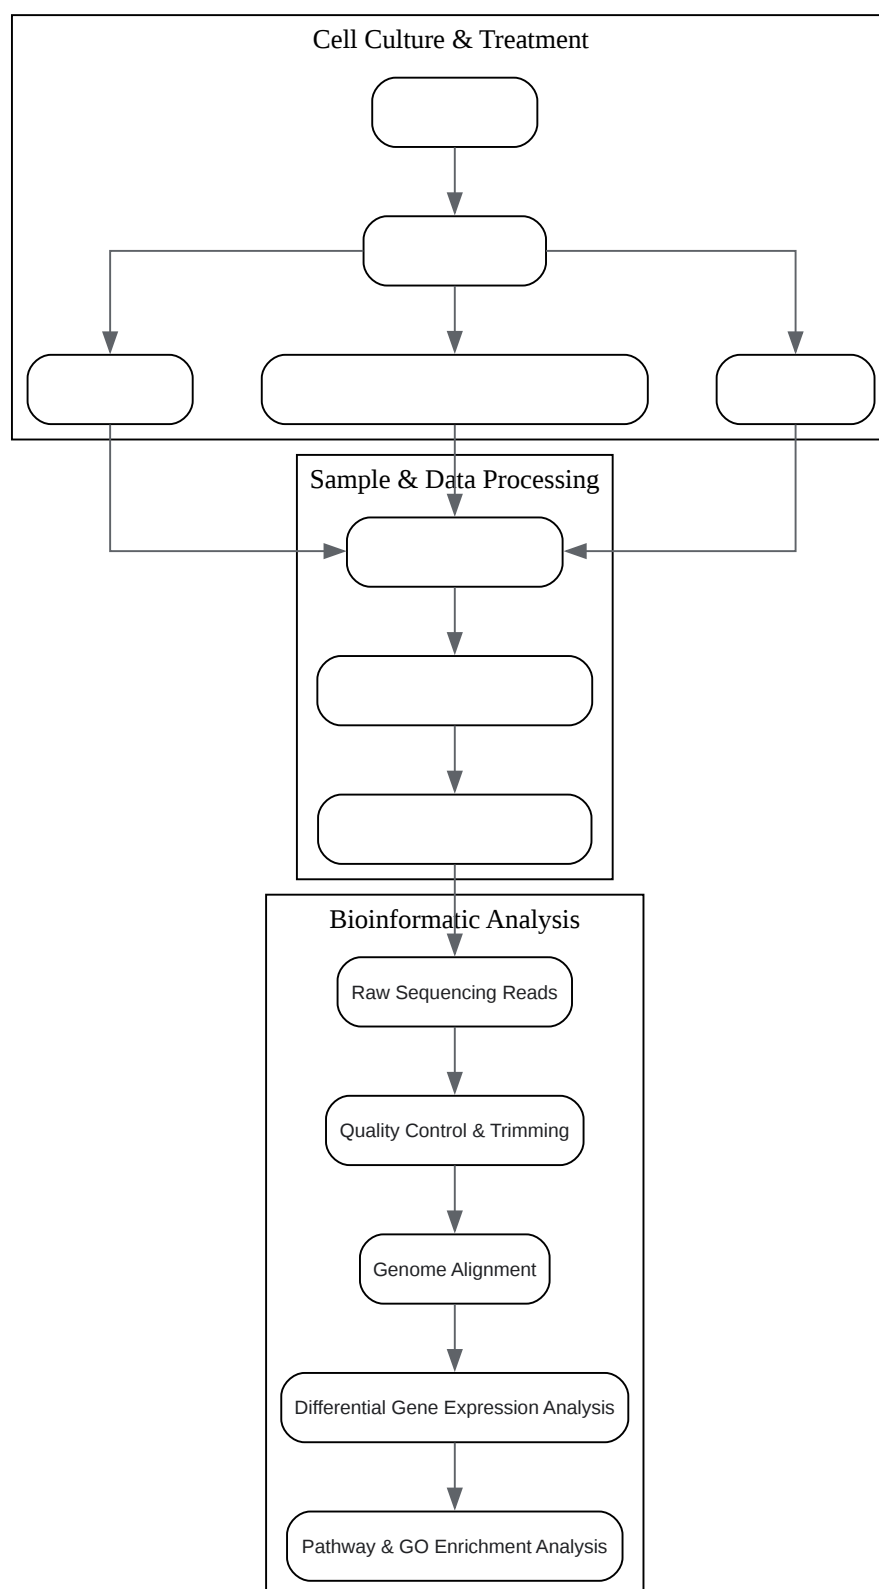 Cell Culture & Treatment
Sample & Data Processing
Bioinformatic Analysis
Raw Sequencing Reads
Quality Control & Trimming
Genome Alignment
Differential Gene Expression Analysis
Pathway & GO Enrichment Analysis